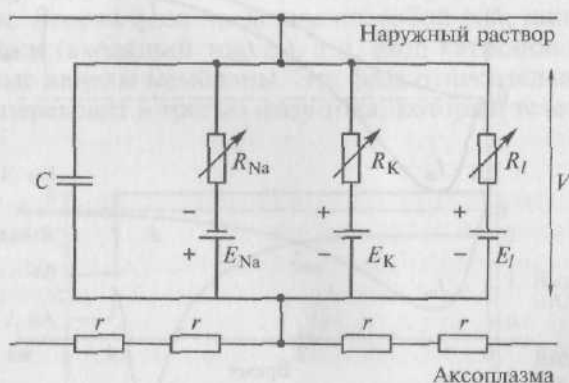 Наружный раствор
C
R_Na
R_K
R_l
V
− + +
+ E_Na − E_K − E_l
r r r r
Аксоплазма